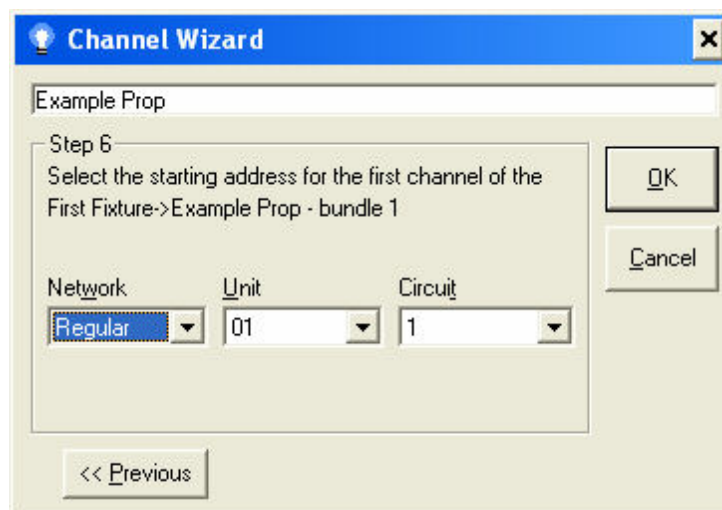 Channel Wizard
Example Prop
Step 6
Select the starting address for the first channel of the
First Fixture->Example Prop - bundle 1
Network Unit Circuit
Regular 01 1
OK
Cancel
<< Previous